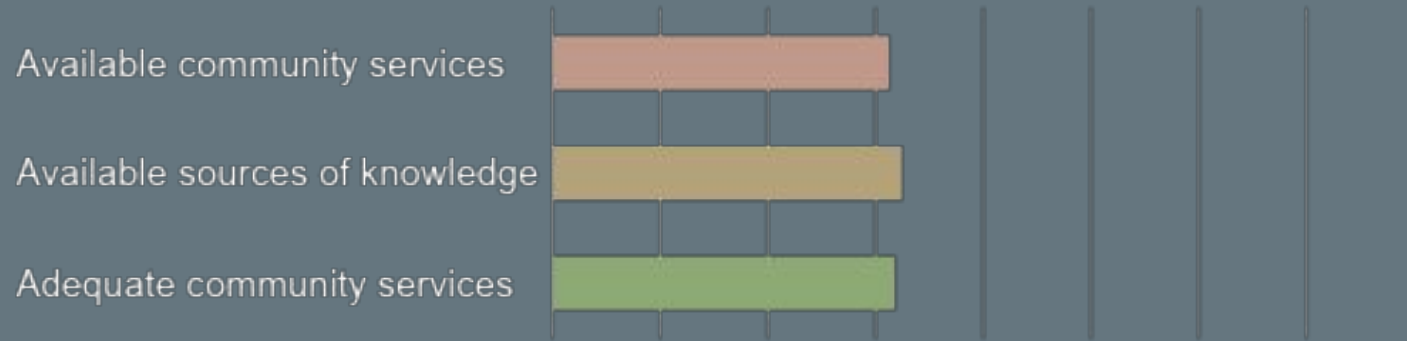 Available community services
Available sources of knowledge
Adequate community services